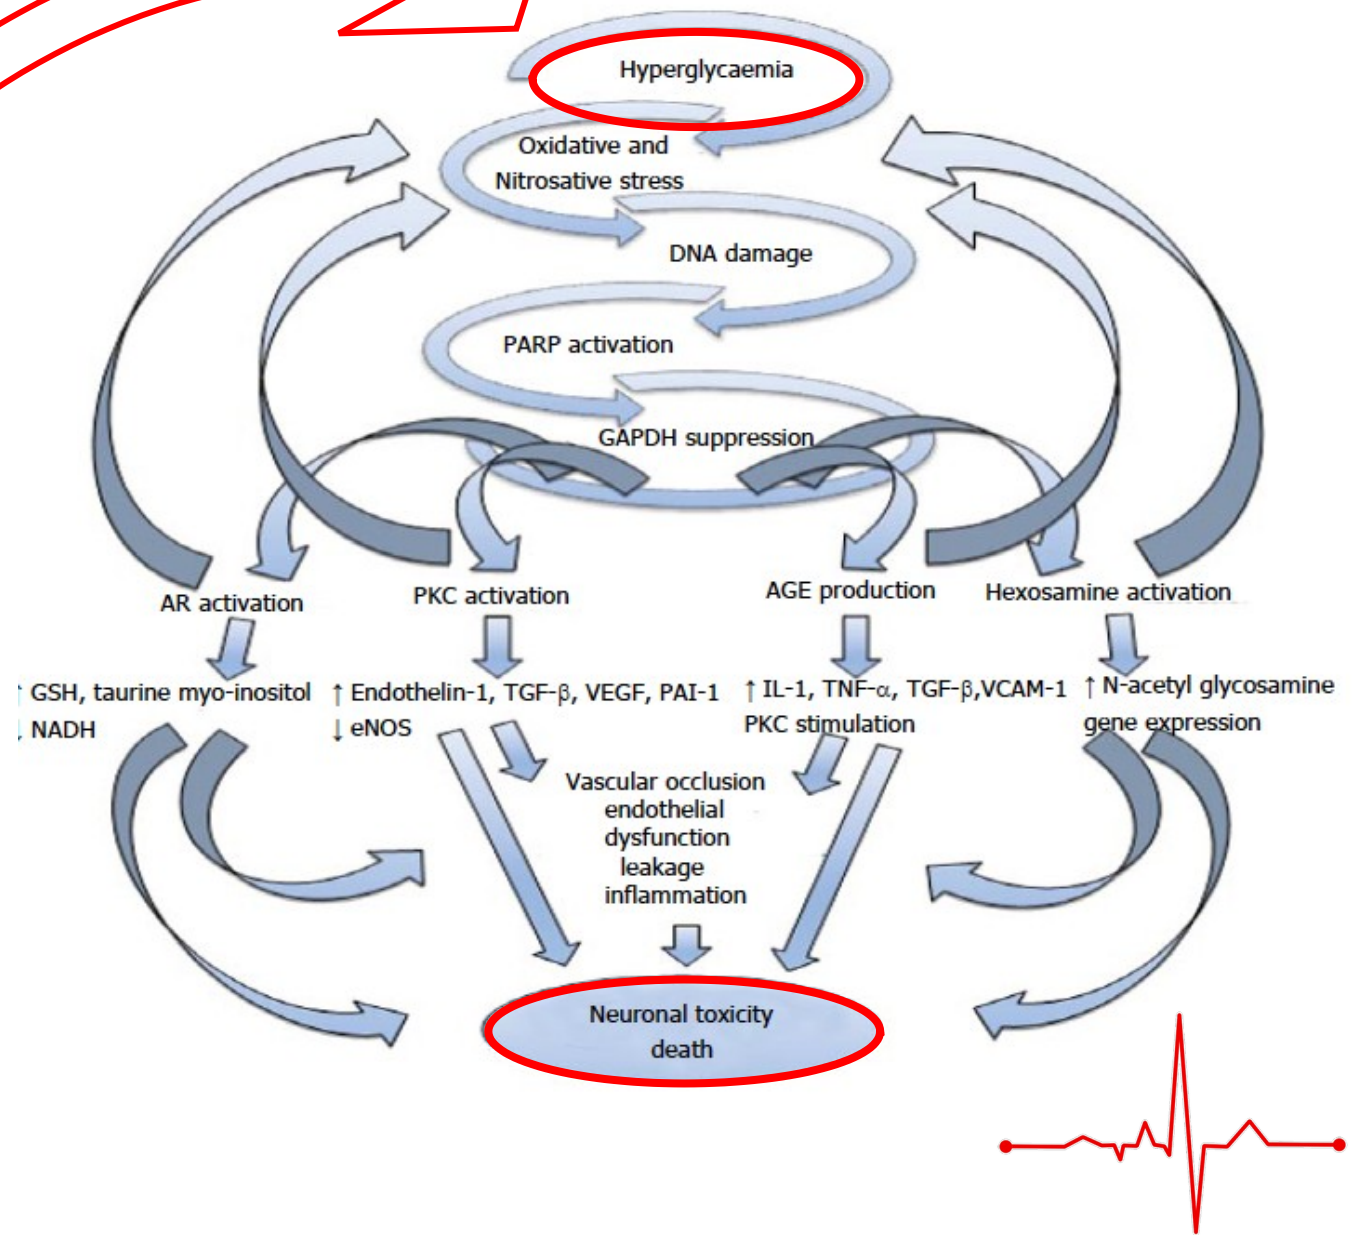 Hyperglycaemia
Oxidative and
Nitrosative stress
DNA damage
PARP activation
GAPDH suppression
AR activation
PKC activation
AGE production
Hexosamine activation
↑ GSH, taurine myo-inositol
↓ NADH
↑ Endothelin-1, TGF-β, VEGF, PAI-1
↓ eNOS
↑ IL-1, TNF-α, TGF-β,VCAM-1
PKC stimulation
↑ N-acetyl glycosamine
gene expression
Vascular occlusion
endothelial
dysfunction
leakage
inflammation
Neuronal toxicity
death